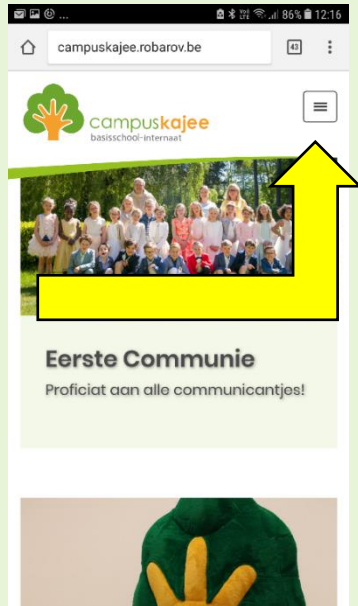 86% 12:16
campuskajee.robarov.be 43
campuskajee
basisschool-internaat
Eerste Communie
Proficiat aan alle communicantjes!